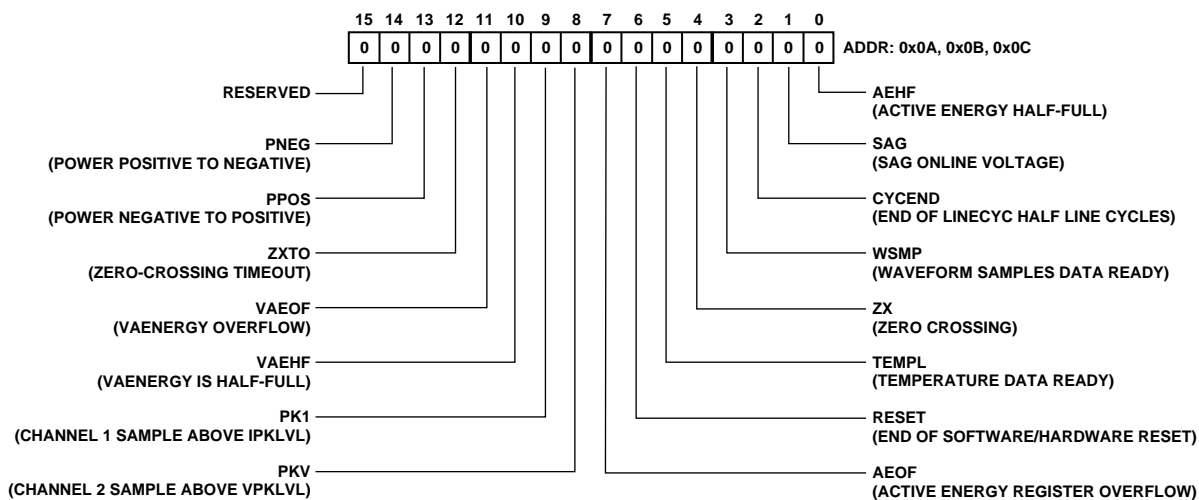 15 14 13 12 11 10 9 8 7 6 5 4 3 2 1 0
0 0 0 0 0 0 0 0 0 0 0 0 0 0 0 0 ADDR: 0x0A, 0x0B, 0x0C
RESERVED
PNEG
(POWER POSITIVE TO NEGATIVE)
PPOS
(POWER NEGATIVE TO POSITIVE)
ZXTO
(ZERO-CROSSING TIMEOUT)
VAEOF
(VAENERGY OVERFLOW)
VAEHF
(VAENERGY IS HALF-FULL)
PK1
(CHANNEL 1 SAMPLE ABOVE IPKLVL)
PKV
(CHANNEL 2 SAMPLE ABOVE VPKLVL)
AEHF
(ACTIVE ENERGY HALF-FULL)
SAG
(SAG ONLINE VOLTAGE)
CYCEND
(END OF LINECYC HALF LINE CYCLES)
WSMP
(WAVEFORM SAMPLES DATA READY)
ZX
(ZERO CROSSING)
TEMPL
(TEMPERATURE DATA READY)
RESET
(END OF SOFTWARE/HARDWARE RESET)
AEOF
(ACTIVE ENERGY REGISTER OVERFLOW)